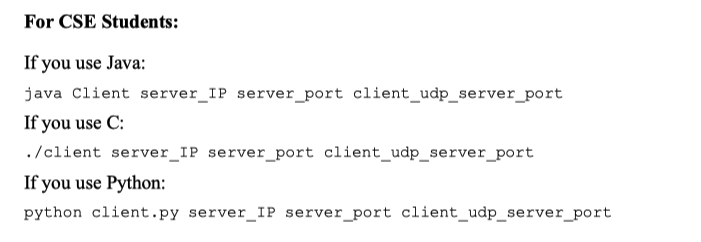 For CSE Students:
If you use Java:
java Client server_IP server_port client_udp_server_port
If you use C:
./client server_IP server_port client_udp_server_port
If you use Python:
python client.py server_IP server_port client_udp_server_port